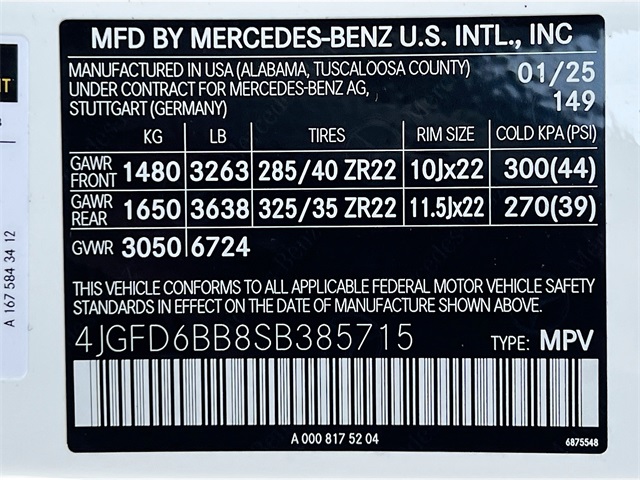 MFD BY MERCEDES-BENZ U.S. INTL., INC
MANUFACTURED IN USA (ALABAMA, TUSCALOOSA COUNTY) 01/25
UNDER CONTRACT FOR MERCEDES-BENZ AG, 149
STUTTGART (GERMANY)
KG LB TIRES RIM SIZE COLD KPA (PSI)
GAWR FRONT 1480 3263 285/40 ZR22 10Jx22 300(44)
GAWR REAR 1650 3638 325/35 ZR22 11.5Jx22 270(39)
GVWR 3050 6724
THIS VEHICLE CONFORMS TO ALL APPLICABLE FEDERAL MOTOR VEHICLE SAFETY
STANDARDS IN EFFECT ON THE DATE OF MANUFACTURE SHOWN ABOVE.
4JGFD6BB8SB385715 TYPE: MPV
A 000 817 52 04
6875548
A 167 584 34 12